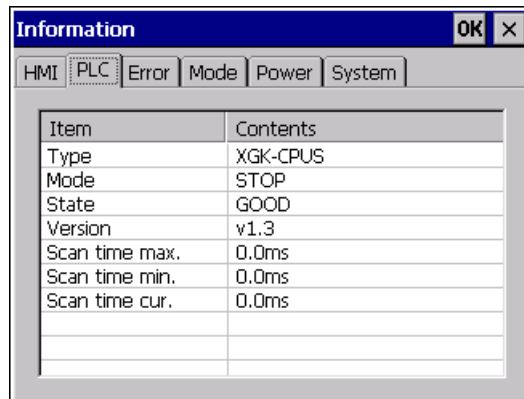 Information OK ×
HMI PLC Error Mode Power System
Item Contents
Type XGK-CPUS
Mode STOP
State GOOD
Version v1.3
Scan time max. 0.0ms
Scan time min. 0.0ms
Scan time cur. 0.0ms